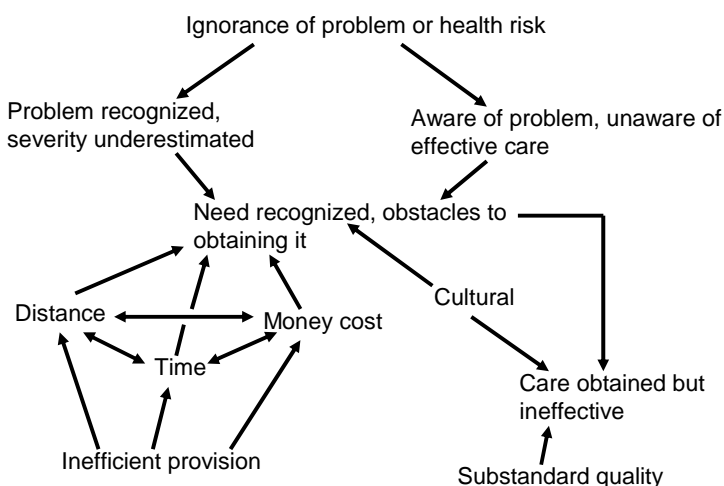 Ignorance of problem or health risk
Problem recognized,
severity underestimated
Aware of problem, unaware of
effective care
Need recognized, obstacles to
obtaining it
Cultural
Distance
Money cost
Time
Care obtained but
ineffective
Inefficient provision
Substandard quality